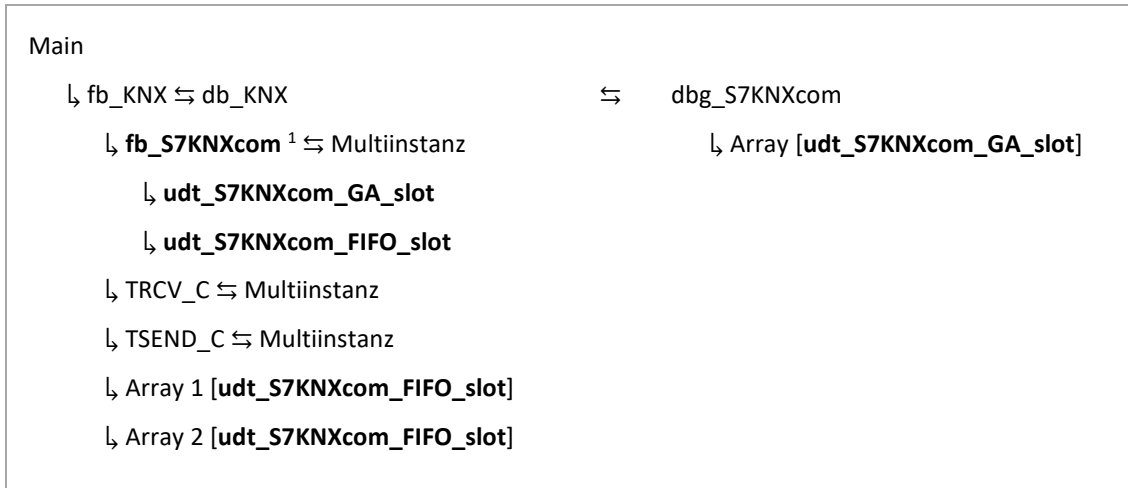 Main
↳ fb_KNX ⇆ db_KNX ⇆ dbg_S7KNXcom
↳ fb_S7KNXcom ¹ ⇆ Multiinstanz ↳ Array [udt_S7KNXcom_GA_slot]
↳ udt_S7KNXcom_GA_slot
↳ udt_S7KNXcom_FIFO_slot
↳ TRCV_C ⇆ Multiinstanz
↳ TSEND_C ⇆ Multiinstanz
↳ Array 1 [udt_S7KNXcom_FIFO_slot]
↳ Array 2 [udt_S7KNXcom_FIFO_slot]